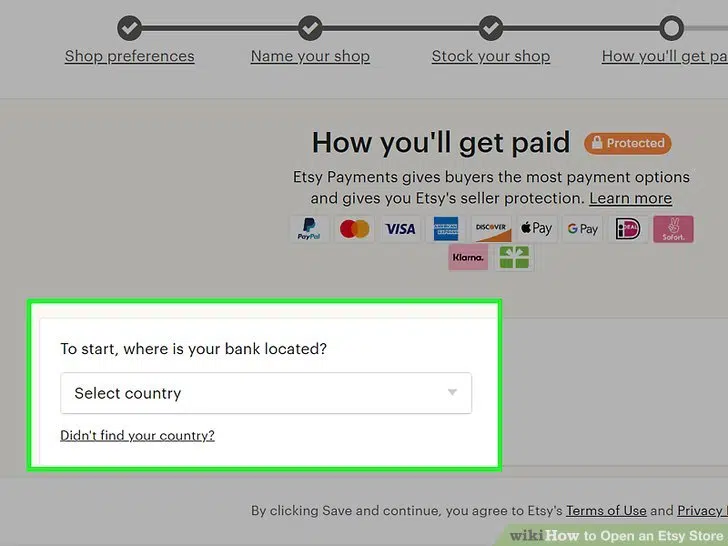 Shop preferences
Name your shop
Stock your shop
How you'll get pa
How you'll get paid
Protected
Etsy Payments gives buyers the most payment options
and gives you Etsy's seller protection. Learn more
PayPal
VISA
AMERICAN EXPRESS
DISCOVER
Pay
G Pay
iDEAL
Sofort.
Klarna.
To start, where is your bank located?
Select country
Didn't find your country?
By clicking Save and continue, you agree to Etsy's Terms of Use and Privacy
wikiHow to Open an Etsy Store